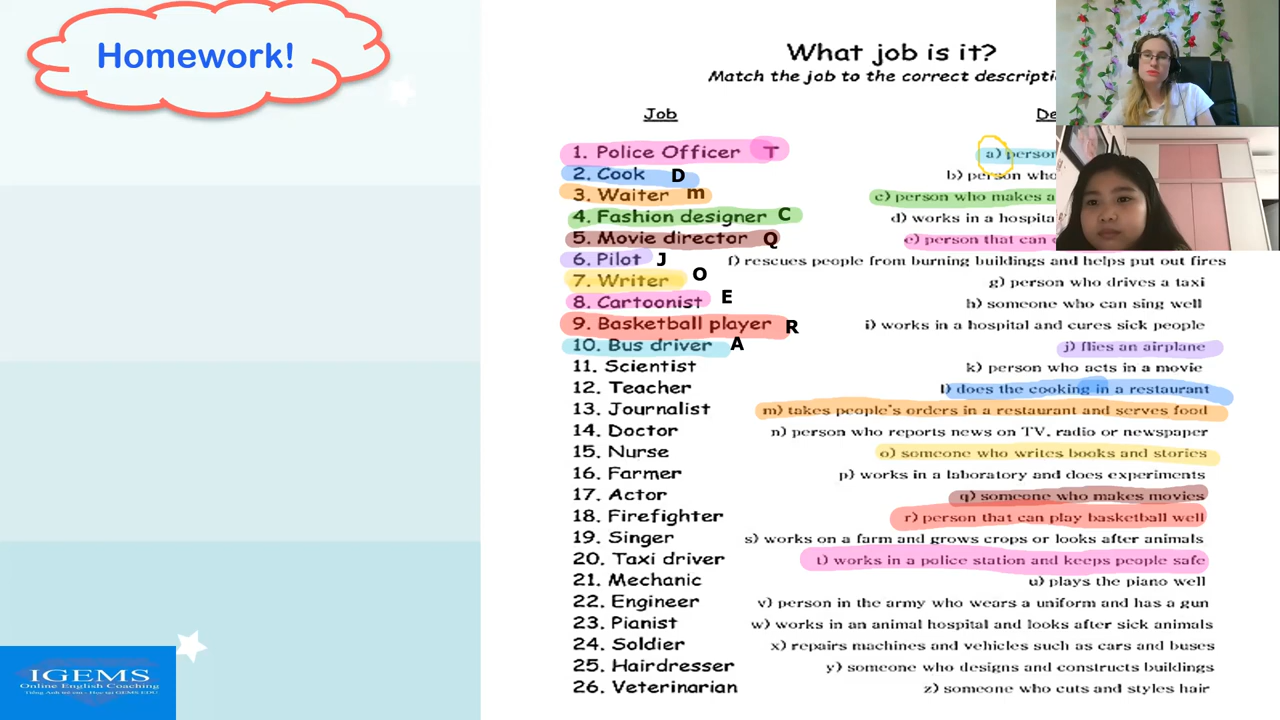 Homework!
What job is it?
Match the job to the correct
Job
1. Police Officer T
2. Cook D
3. Waiter m
4. Fashion designer C
5. Movie director Q
6. Pilot J
7. Writer O
8. Cartoonist E
9. Basketball player R
10. Bus driver A
11. Scientist
12. Teacher
13. Journalist
14. Doctor
15. Nurse
16. Farmer
17. Actor
18. Firefighter
19. Singer
20. Taxi driver
21. Mechanic
22. Engineer
23. Pianist
24. Soldier
25. Hairdresser
26. Veterinarian
a) person
b) person who
c) person who makes
d) works in a
e) person that can
f) rescues people from burning buildings and helps put out fires
g) person who drives a taxi
h) someone who can sing well
i) works in a hospital and cures sick people
j) flies an airplane
k) person who acts in a movie
l) does the cooking in a restaurant
m) takes people's orders in a restaurant and serves food
n) person who reports news on TV, radio or newspaper
o) someone who writes books and stories
p) works in a laboratory and does experiments
q) someone who makes movies
r) person that can play basketball well
s) works on a farm and grows crops or looks after animals
t) works in a police station and keeps people safe
u) plays the piano well
v) person in the army who wears a uniform and has a gun
w) works in an animal hospital and looks after sick animals
x) repairs machines and vehicles such as cars and buses
y) someone who designs and constructs buildings
z) someone who cuts and styles hair
IGEMS
Online English Coaching